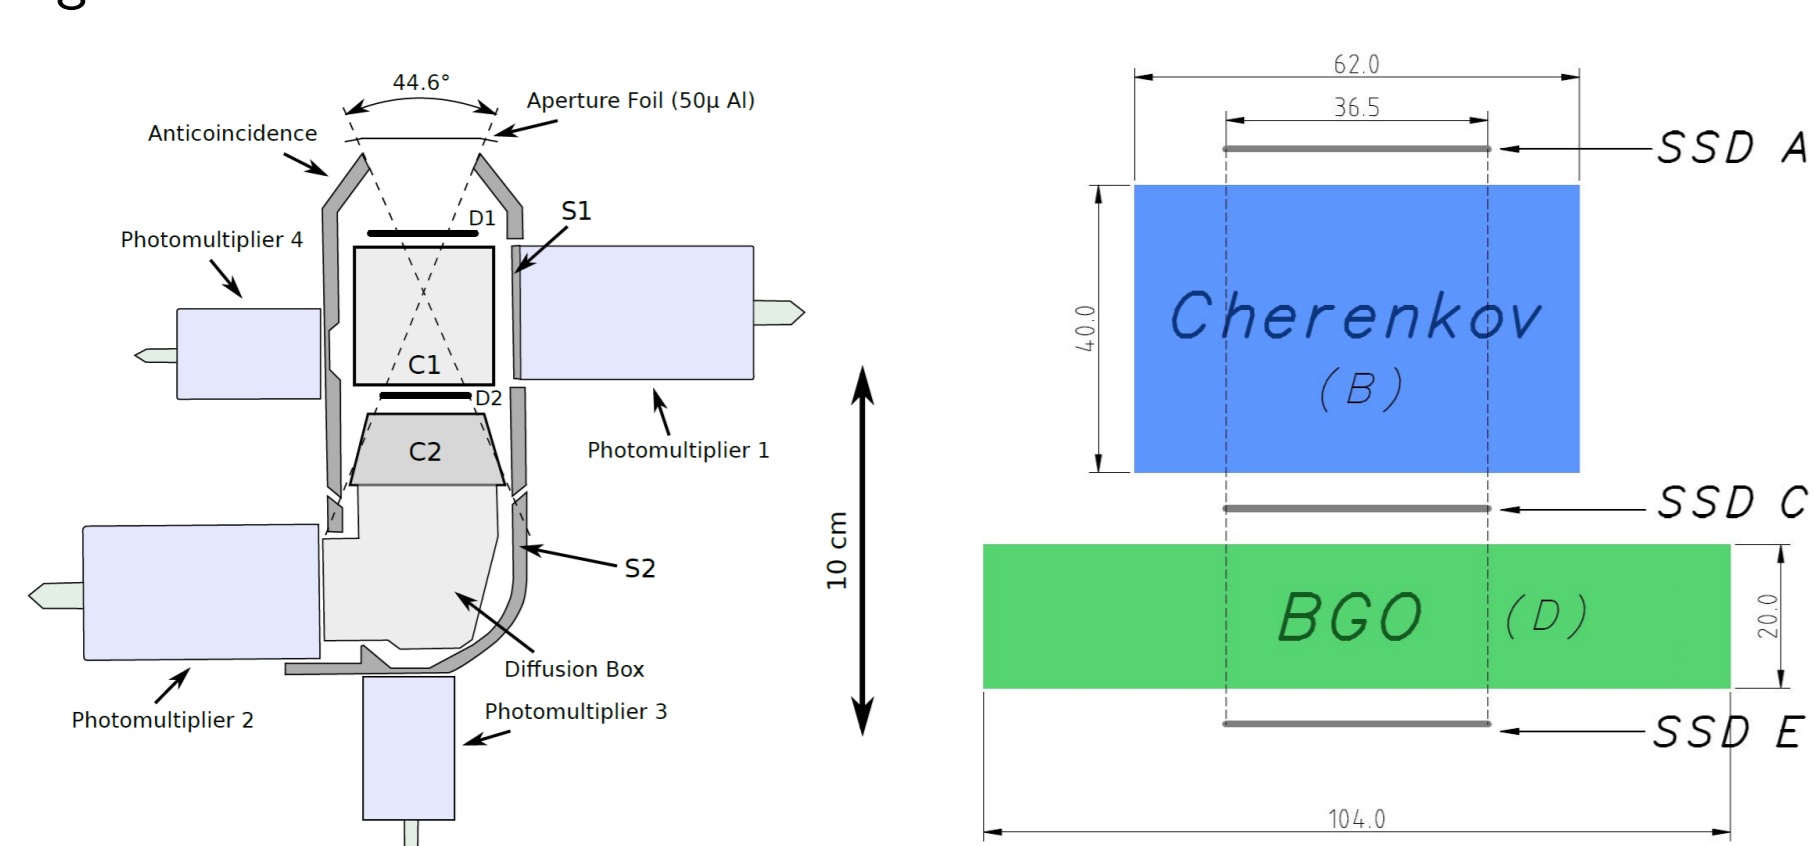 44.6°
Aperture Foil (50μ Al)
Anticoincidence
D1
S1
Photomultiplier 4
C1
D2
Photomultiplier 1
C2
10 cm
S2
Diffusion Box
Photomultiplier 2
Photomultiplier 3
62.0
36.5
SSD A
40.0
Cherenkov
(B)
SSD C
BGO (D)
20.0
SSD E
104.0